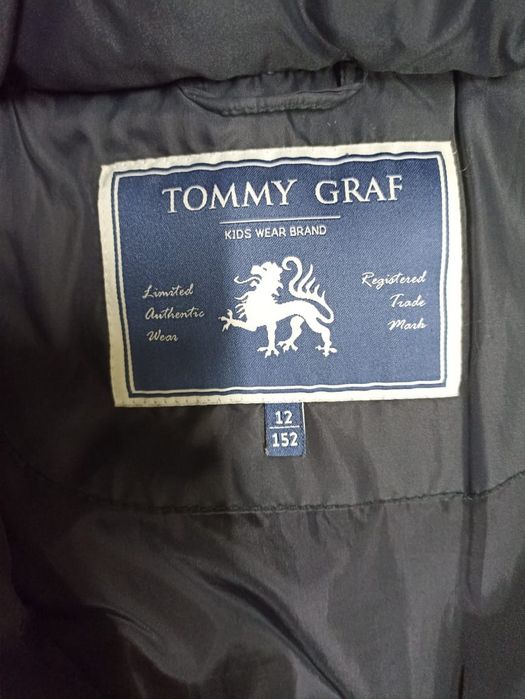 TOMMY GRAF
KIDS WEAR BRAND
Limited
Authentic
Wear
Registered
Trade
Mark
12
152